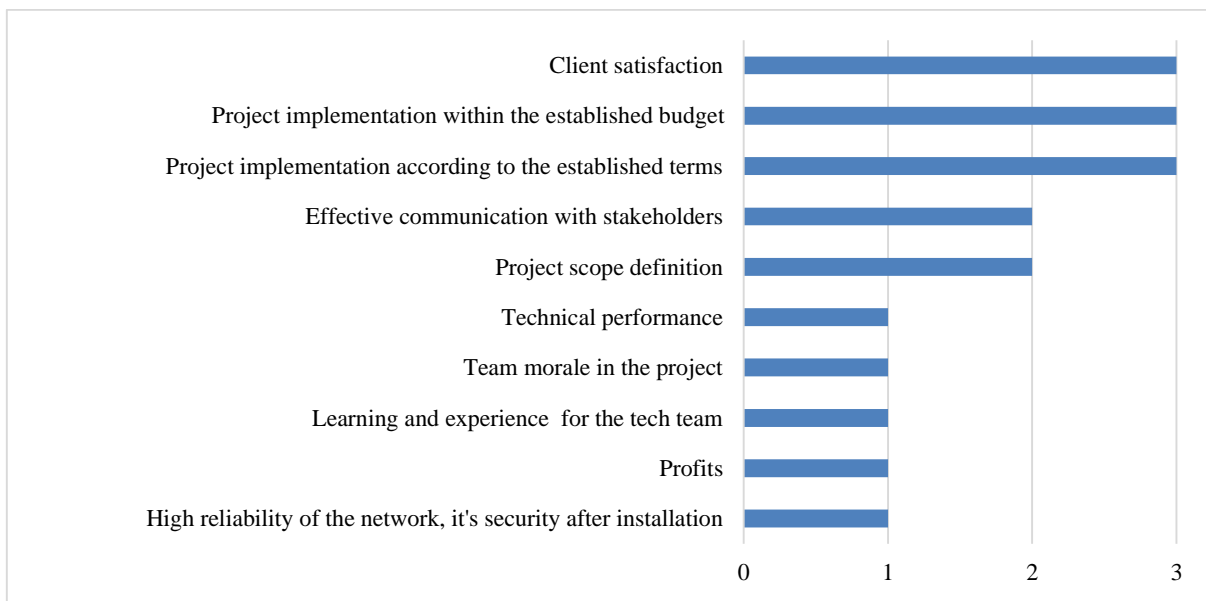 Client satisfaction
Project implementation within the established budget
Project implementation according to the established terms
Effective communication with stakeholders
Project scope definition
Technical performance
Team morale in the project
Learning and experience  for the tech team
Profits
High reliability of the network, it's security after installation
0 1 2 3